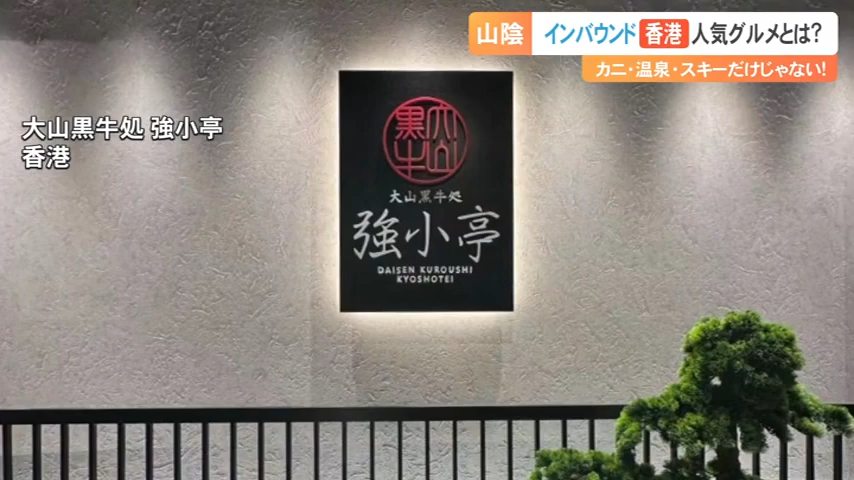 山陰 インバウンド 香港 人気グルメとは?
カニ・温泉・スキーだけじゃない!
大山黒牛処 強小亭
香港
大山
黒牛
大山黒牛処
強小亭
DAISEN KUROUSHI
KYOSHOTEI